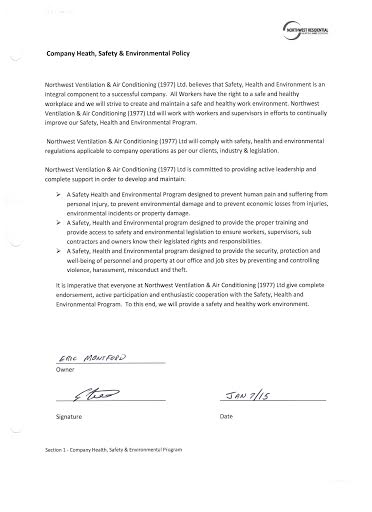 NORTHWEST RESIDENTIAL
Company Heath, Safety & Environmental Policy
Northwest Ventilation & Air Conditioning (1977) Ltd. believes that Safety, Health and Environment is an
integral component to a successful company. All Workers have the right to a safe and healthy
workplace and we will strive to create and maintain a safe and healthy work environment. Northwest
Ventilation & Air Conditioning (1977) Ltd will work with workers and supervisors in efforts to continually
improve our Safety, Health and Environmental Program.
Northwest Ventilation & Air Conditioning (1977) Ltd will comply with safety, health and environmental
regulations applicable to company operations as per our clients, industry & legislation.
Northwest Ventilation & Air Conditioning (1977) Ltd is committed to providing active leadership and
complete support in order to develop and maintain:
➢ A Safety Health and Environmental Program designed to prevent human pain and suffering from
personal injury, to prevent environmental damage and to prevent economic losses from injuries,
environmental incidents or property damage.
➢ A Safety, Health and Environmental program designed to provide the proper training and
provide access to safety and environmental legislation to ensure workers, supervisors, sub
contractors and owners know their legislated rights and responsibilities.
➢ A Safety, Health and Environmental program designed to provide the security, protection and
well-being of personnel and property at our office and job sites by preventing and controlling
violence, harassment, misconduct and theft.
It is imperative that everyone at Northwest Ventilation & Air Conditioning (1977) Ltd give complete
endorsement, active participation and enthusiastic cooperation with the Safety, Health and
Environmental Program. To this end, we will provide a safety and healthy work environment.
ERIC MONTFORD
Owner
JAN 7/15
Signature Date
Section 1 - Company Health, Safety & Environmental Program